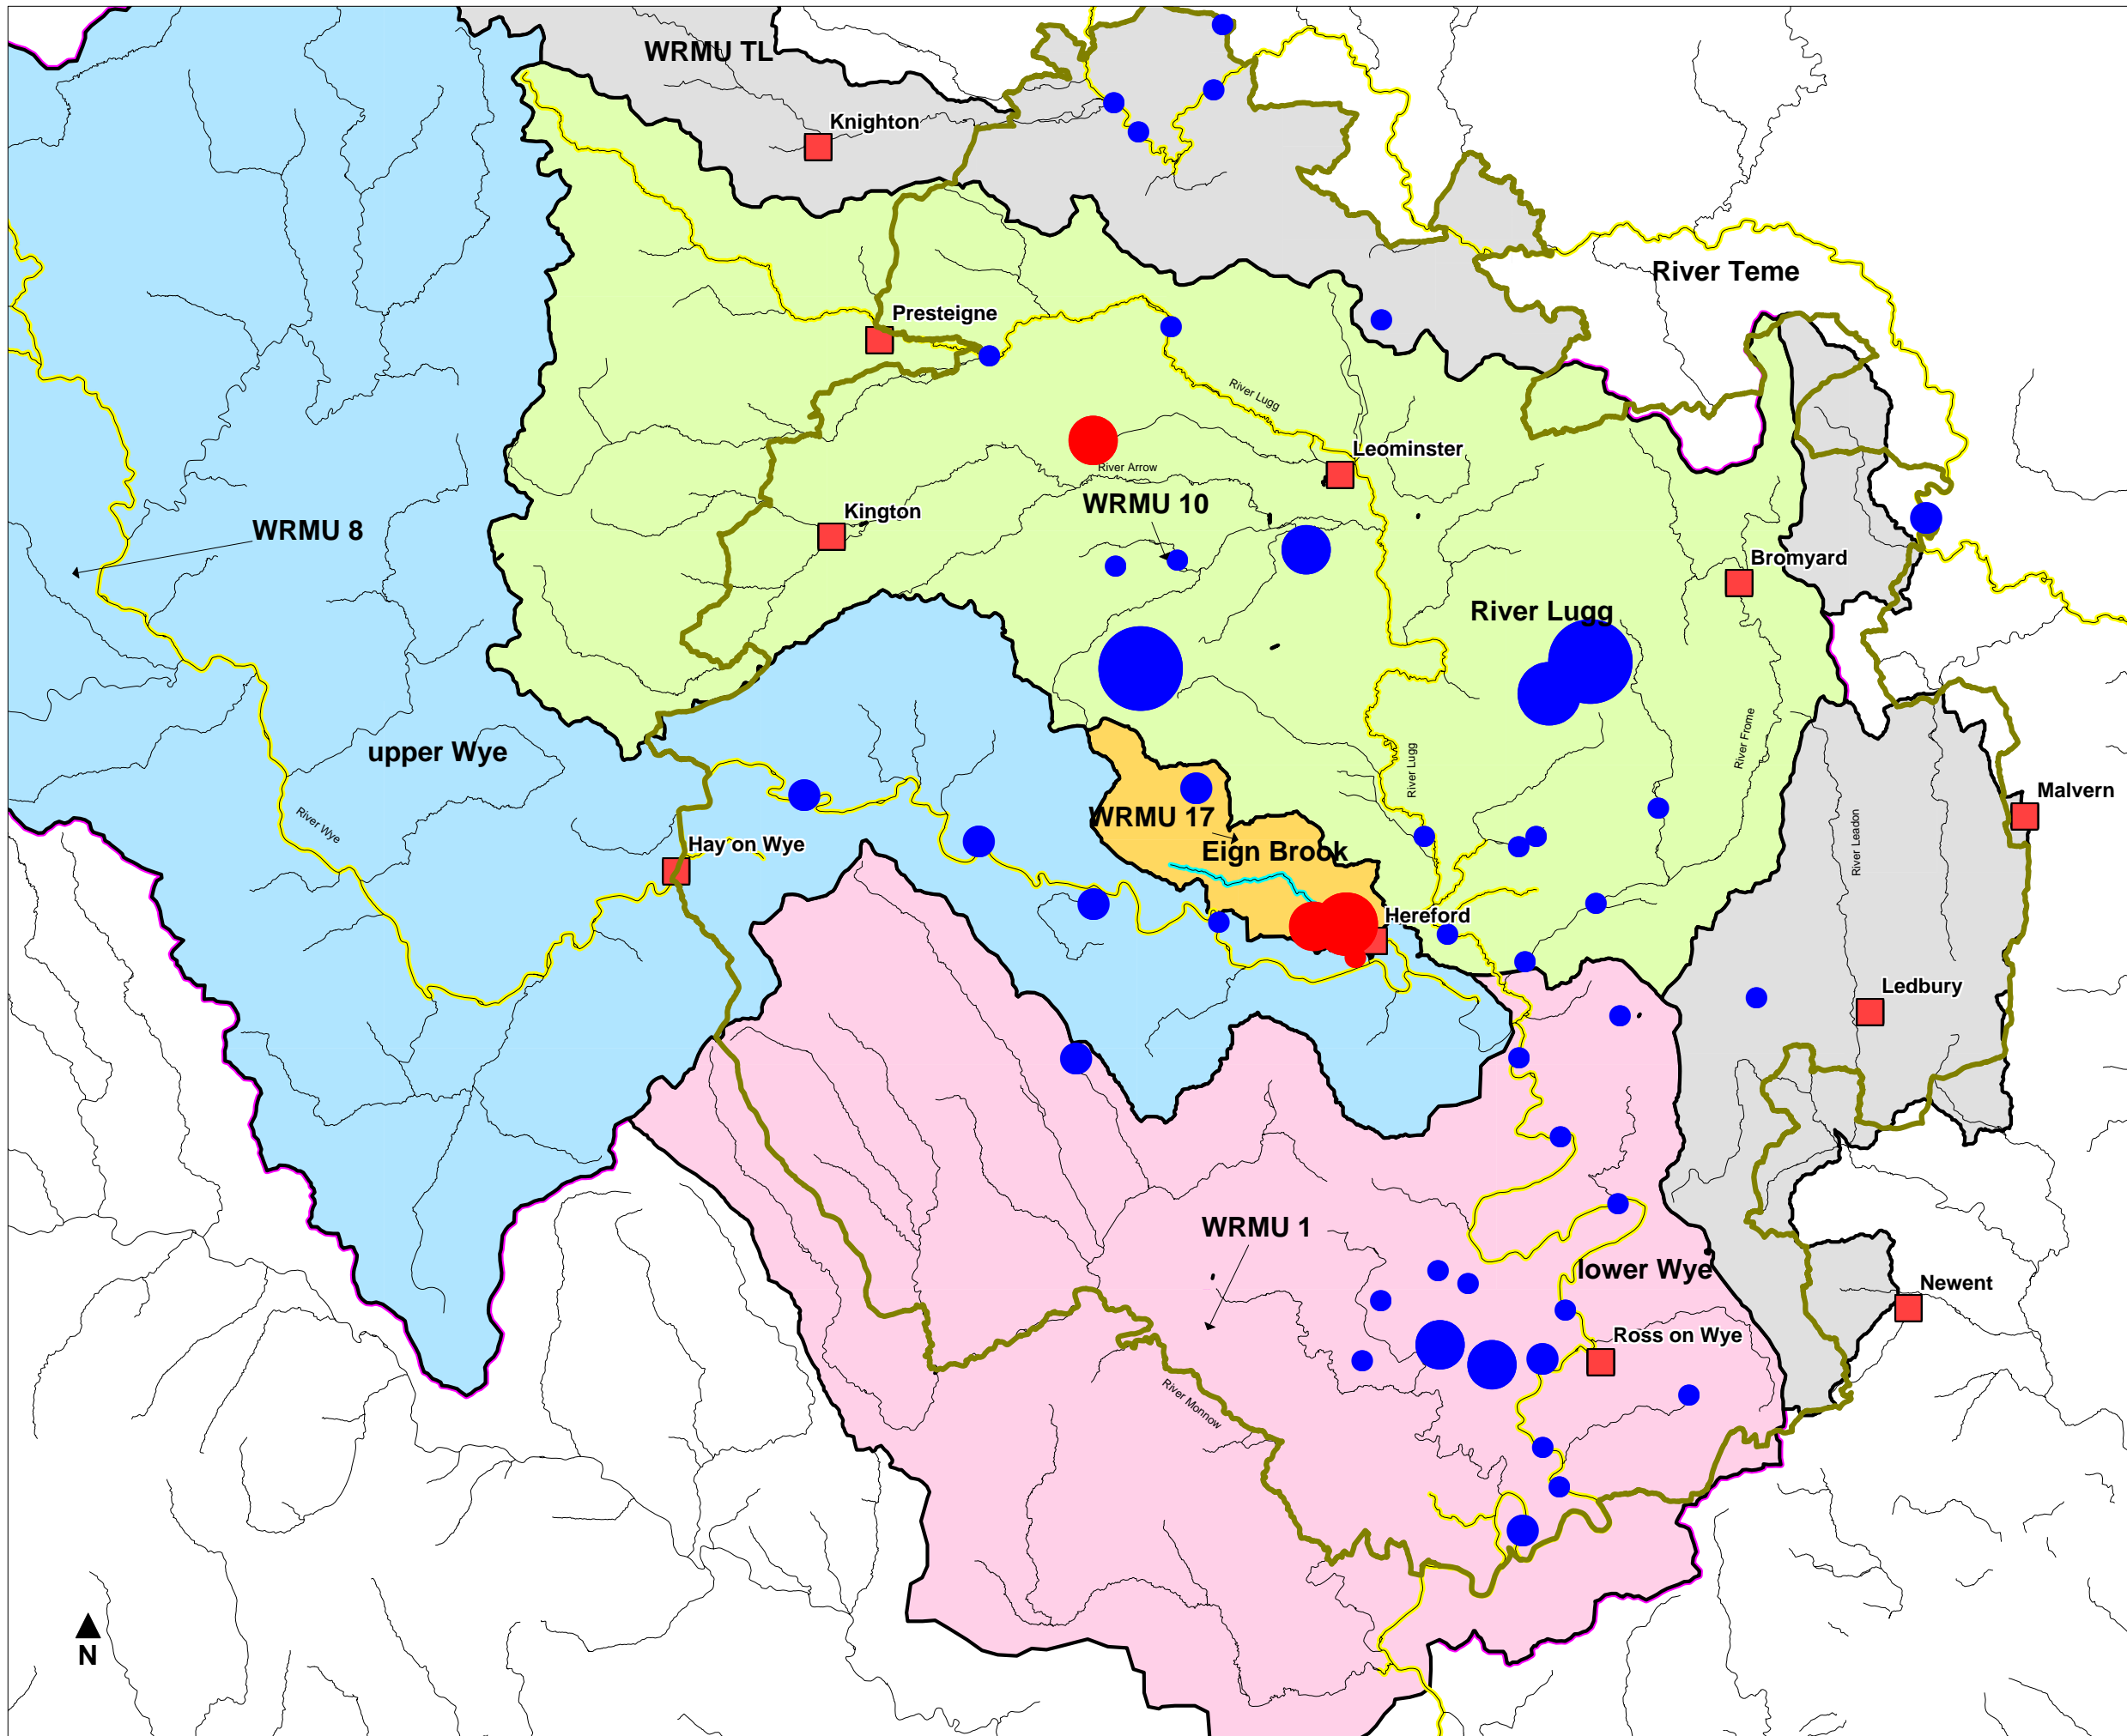 WRMU TL
Knighton
River Teme
Presteigne
River Lugg
Leominster
River Arrow
WRMU 10
Kington
WRMU 8
Bromyard
River Lugg
River Frome
River Lugg
upper Wye
Malvern
River Wye
WRMU 17
Hay on Wye
Eign Brook
River Leadon
Hereford
Ledbury
WRMU 1
lower Wye
Newent
Ross on Wye
River Monnow
N